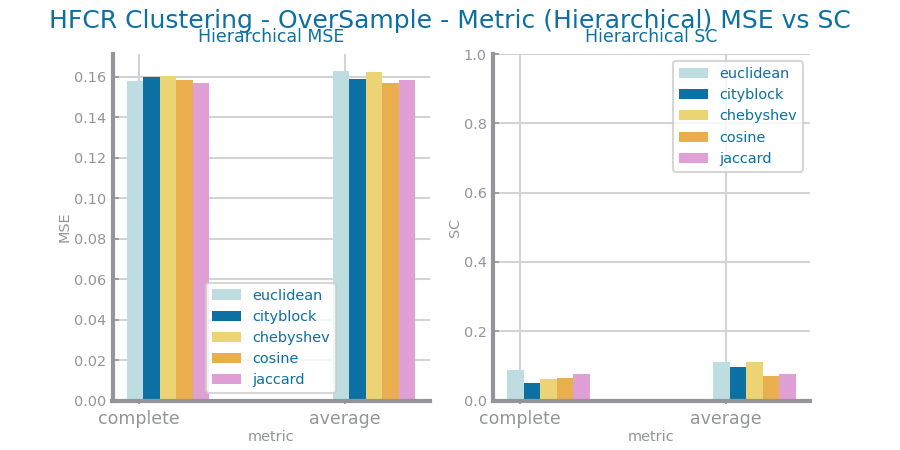 HFCR Clustering - OverSample - Metric (Hierarchical) MSE vs SC
Hierarchical MSE
MSE
0.16
0.14
0.12
0.10
0.08
0.06
0.04
0.02
0.00
euclidean
cityblock
chebyshev
cosine
jaccard
complete
average
metric
Hierarchical SC
SC
1.0
0.8
0.6
0.4
0.2
0.0
euclidean
cityblock
chebyshev
cosine
jaccard
complete
average
metric